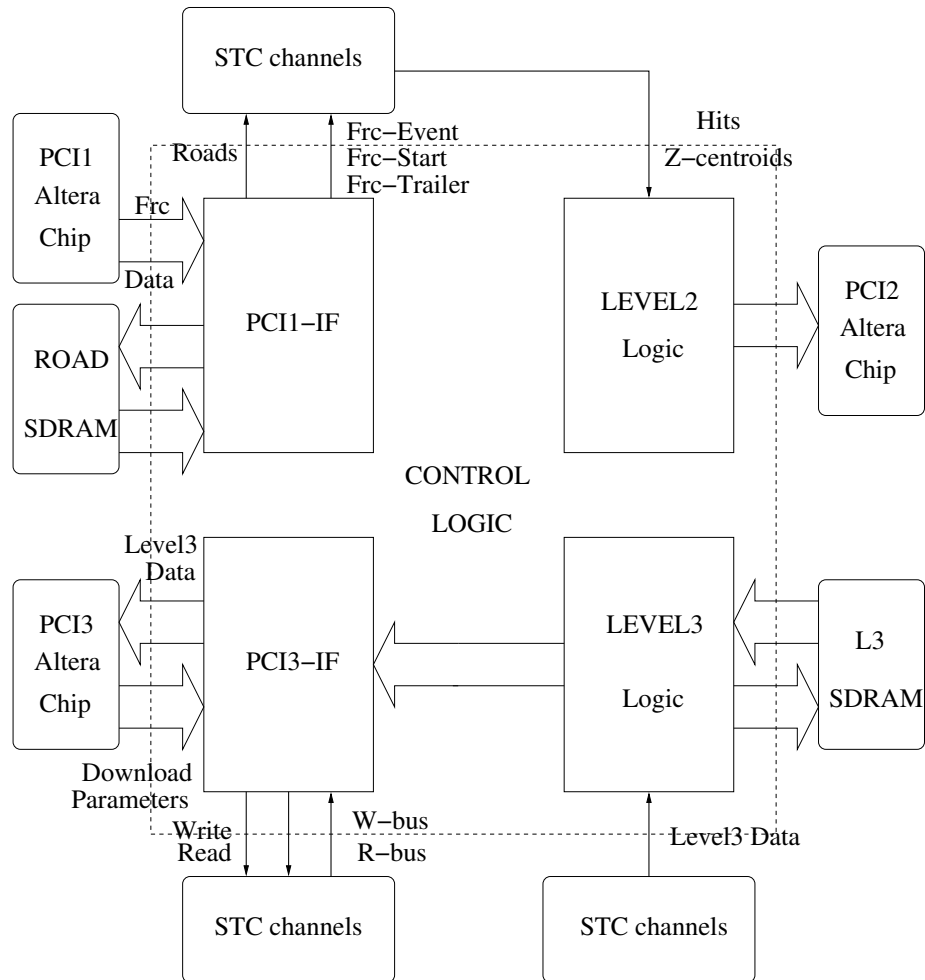 STC channels
Hits
Z-centroids
Roads
Frc-Event
Frc-Start
Frc-Trailer
PCI1
Altera
Chip
Frc
Data
PCI1-IF
LEVEL2
Logic
PCI2
Altera
Chip
ROAD
SDRAM
CONTROL
LOGIC
Level3
Data
PCI3
Altera
Chip
PCI3-IF
LEVEL3
Logic
L3
SDRAM
Download
Parameters
Write
Read
W-bus
R-bus
Level3 Data
STC channels
STC channels